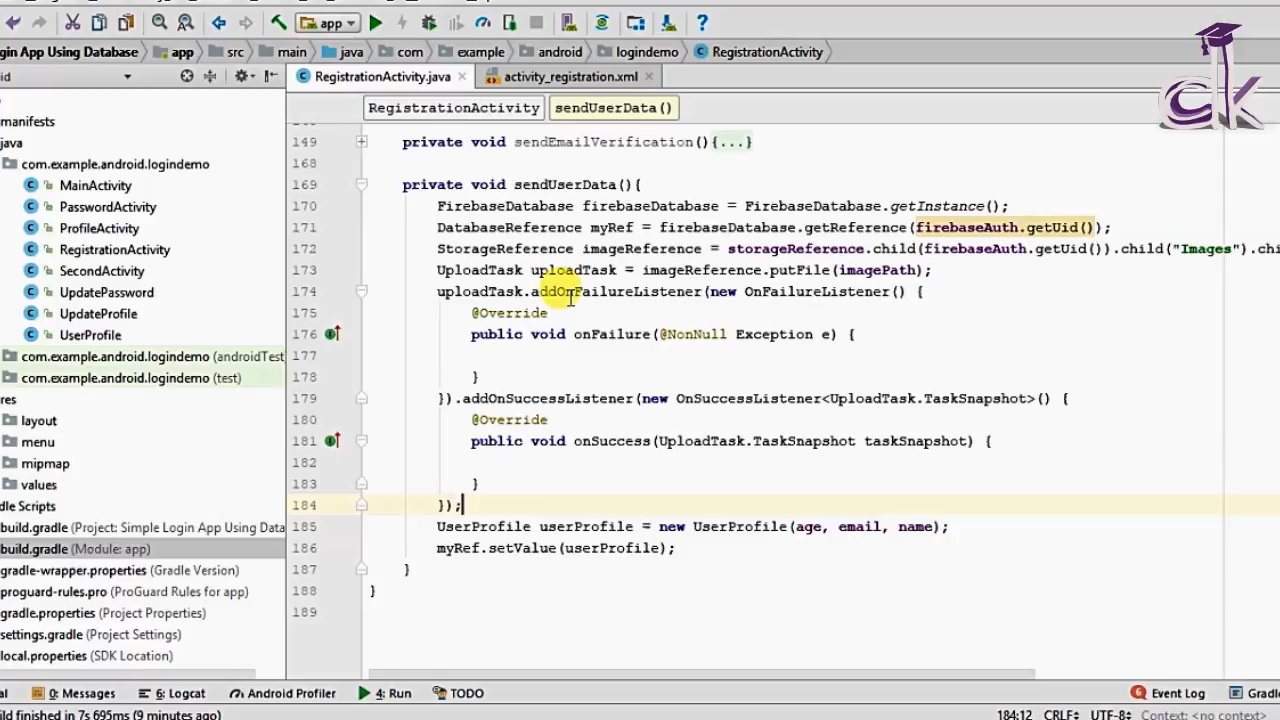 app
gin App Using Database app src main java com example android logindemo RegistrationActivity
id RegistrationActivity.java activity_registration.xml
RegistrationActivity sendUserData()
manifests
java
com.example.android.logindemo
MainActivity
PasswordActivity
ProfileActivity
RegistrationActivity
SecondActivity
UpdatePassword
UpdateProfile
UserProfile
com.example.android.logindemo (androidTest
com.example.android.logindemo (test)
res
layout
menu
mipmap
values
dle Scripts
build.gradle (Project: Simple Login App Using Data
build.gradle (Module: app)
gradle-wrapper.properties (Gradle Version)
proguard-rules.pro (ProGuard Rules for app)
gradle.properties (Project Properties)
settings.gradle (Project Settings)
local.properties (SDK Location)
149 private void sendEmailVerification(){...}
168
169 private void sendUserData(){
170 FirebaseDatabase firebaseDatabase = FirebaseDatabase.getInstance();
171 DatabaseReference myRef = firebaseDatabase.getReference(firebaseAuth.getUid());
172 StorageReference imageReference = storageReference.child(firebaseAuth.getUid()).child("Images").chi
173 UploadTask uploadTask = imageReference.putFile(imagePath);
174 uploadTask.addOnFailureListener(new OnFailureListener() {
175 @Override
176 public void onFailure(@NonNull Exception e) {
177
178 }
179 }).addOnSuccessListener(new OnSuccessListener<UploadTask.TaskSnapshot>() {
180 @Override
181 public void onSuccess(UploadTask.TaskSnapshot taskSnapshot) {
182
183 }
184 });
185 UserProfile userProfile = new UserProfile(age, email, name);
186 myRef.setValue(userProfile);
187 }
188 }
189
al 0: Messages 6: Logcat Android Profiler 4: Run TODO Event Log Gradle
ild finished in 7s 695ms (9 minutes ago) 184:12 CRLF UTF-8 Context: <no context>